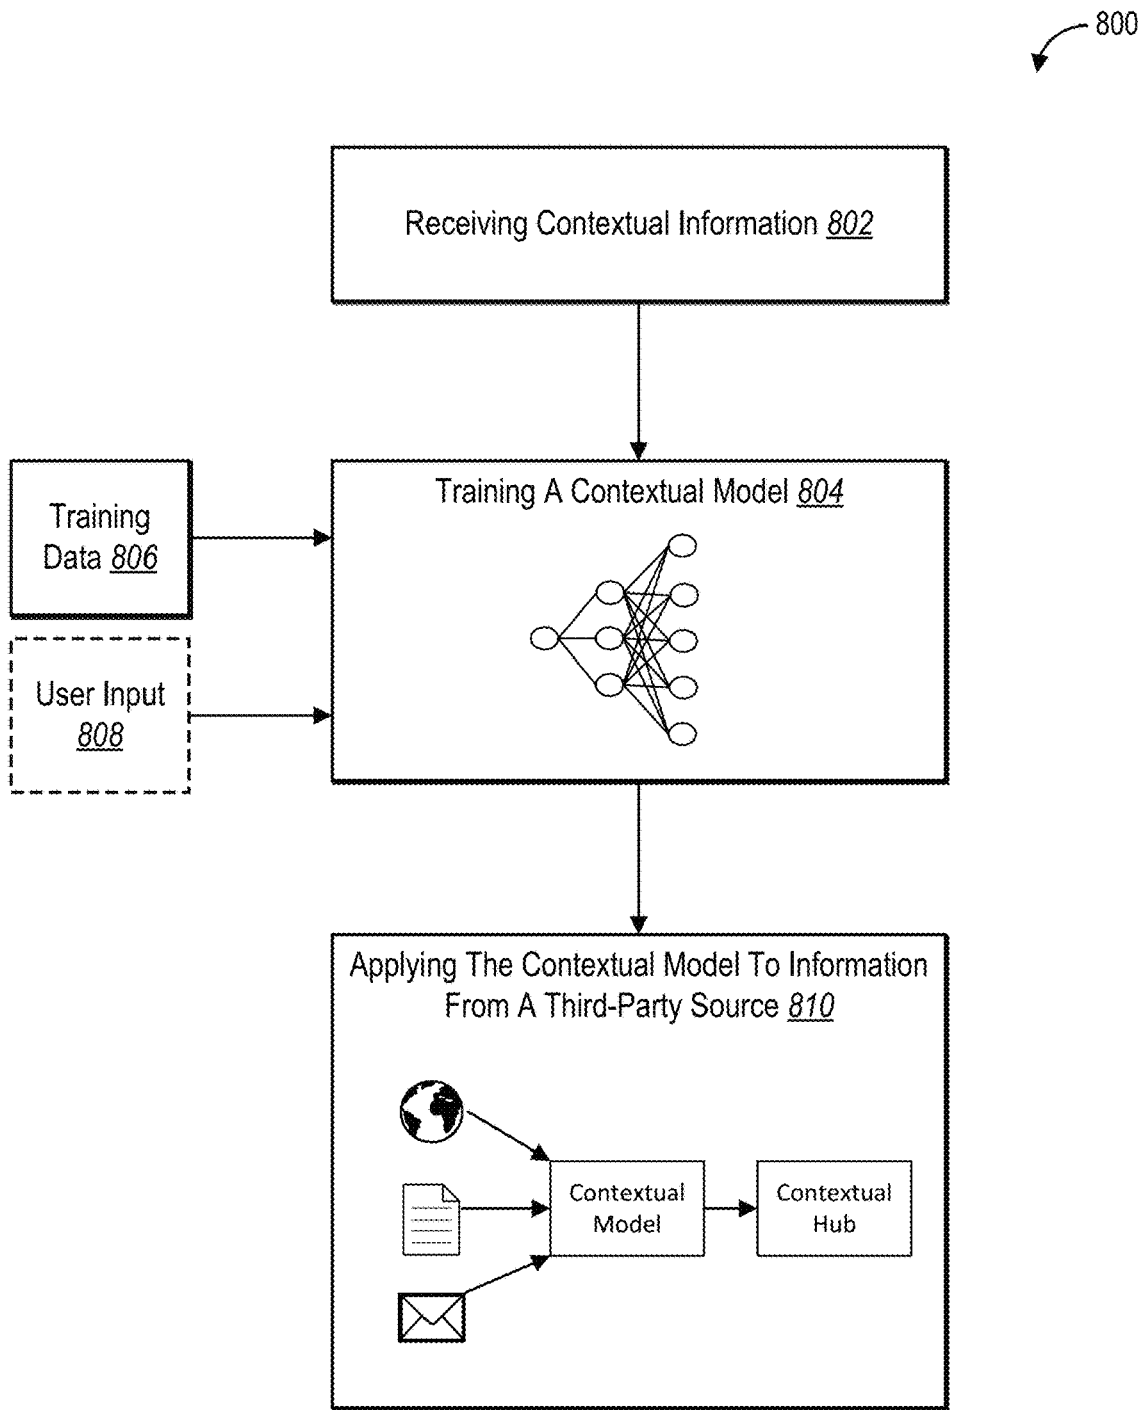 800
Receiving Contextual Information 802
Training A Contextual Model 804
Training
Data 806
User Input
808
Applying The Contextual Model To Information
From A Third-Party Source 810
Contextual
Model
Contextual
Hub